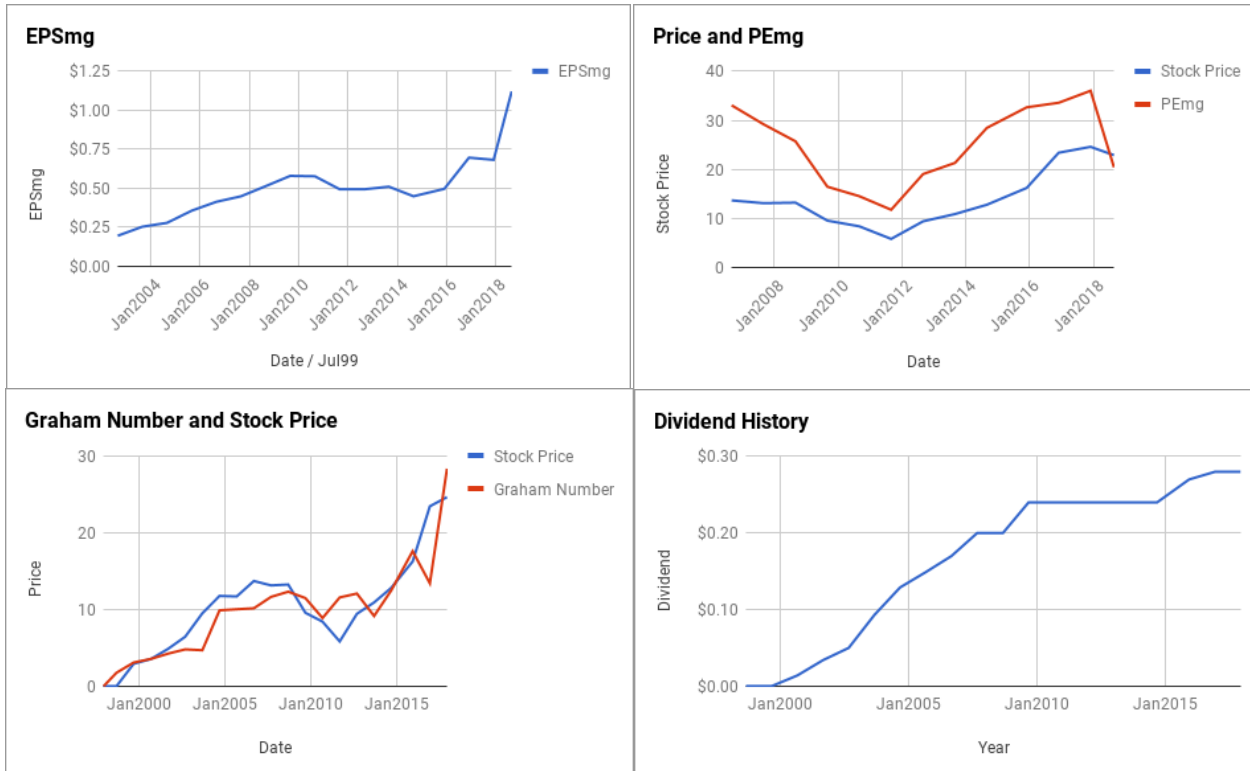 EPSmg
$1.25
$1.00
$0.75
$0.50
$0.25
$0.00
EPSmg
EPSmg
Jan2004
Jan2006
Jan2008
Jan2010
Jan2012
Jan2014
Jan2016
Jan2018
Date / Jul99
Price and PEmg
40
30
20
10
0
Stock Price
Stock Price
PEmg
Jan2008
Jan2010
Jan2012
Jan2014
Jan2016
Jan2018
Date
Graham Number and Stock Price
30
20
10
0
Price
Stock Price
Graham Number
Jan2000
Jan2005
Jan2010
Jan2015
Date
Dividend History
$0.30
$0.20
$0.10
$0.00
Dividend
Jan2000
Jan2005
Jan2010
Jan2015
Year